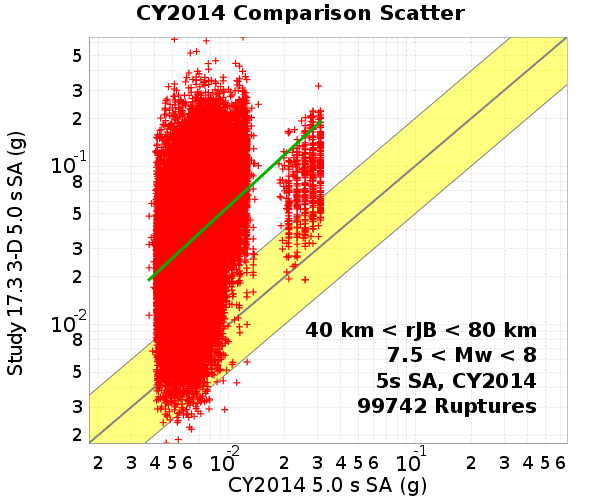 CY2014 Comparison Scatter
Study 17.3 3-D 5.0 s SA (g)
5
3
2
10-1
8
5
3
2
10-2
8
5
3
2
40 km < rJB < 80 km
7.5 < Mw < 8
5s SA, CY2014
99742 Ruptures
2 3 4 5 6 10-2 2 3 4 5 6 10-1 2 3 4 5 6
CY2014 5.0 s SA (g)